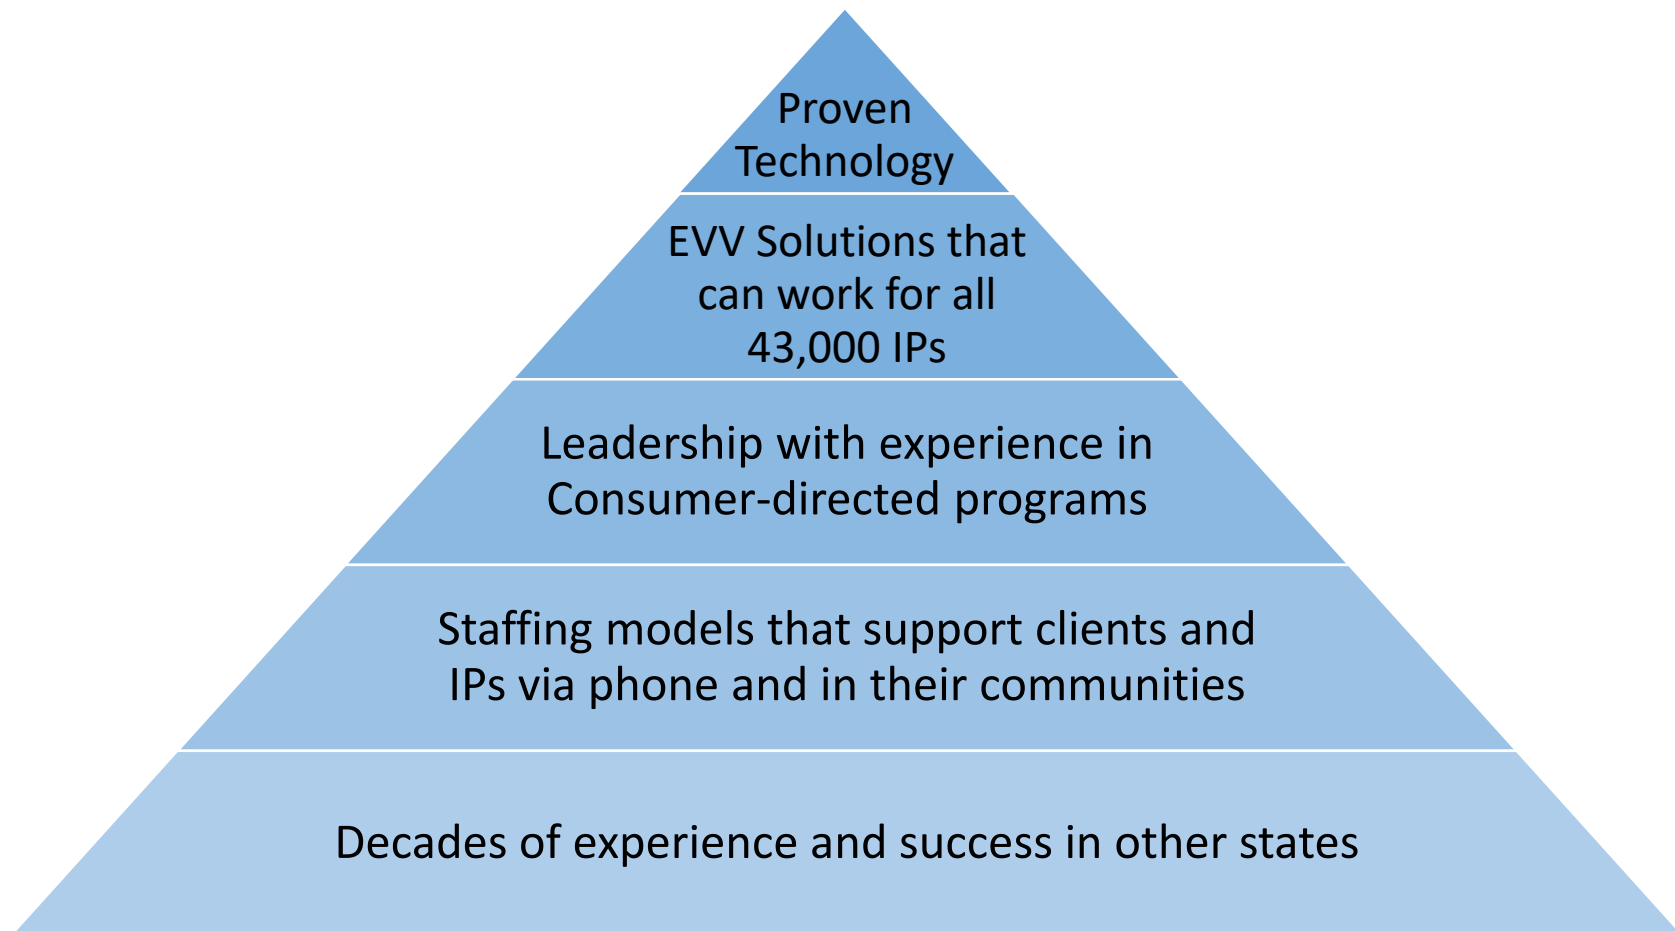 Proven
Technology
EVV Solutions that
can work for all
43,000 IPs
Leadership with experience in
Consumer-directed programs
Staffing models that support clients and
IPs via phone and in their communities
Decades of experience and success in other states